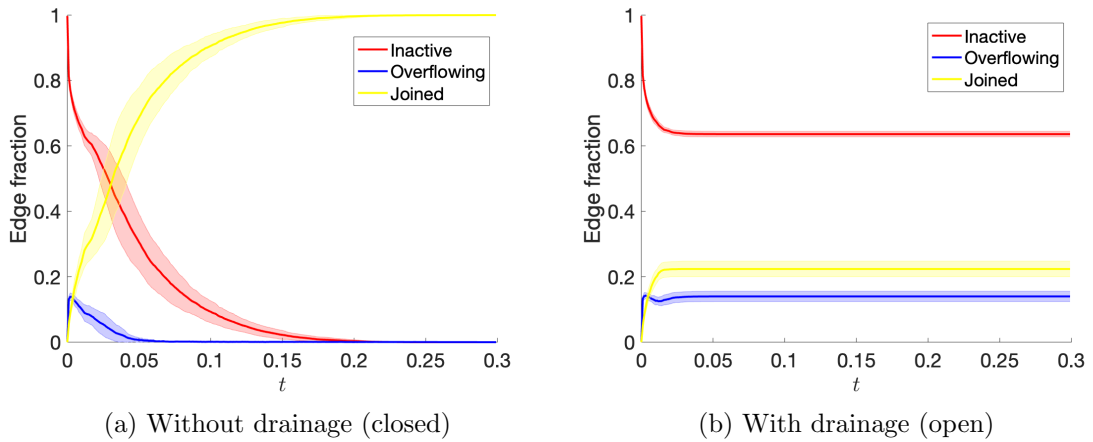 1
0.8
0.6
0.4
0.2
0
Edge fraction
0 0.05 0.1 0.15 0.2 0.25 0.3
t
Inactive
Overflowing
Joined
(a) Without drainage (closed)
1
0.8
0.6
0.4
0.2
0
Edge fraction
0 0.05 0.1 0.15 0.2 0.25 0.3
t
Inactive
Overflowing
Joined
(b) With drainage (open)